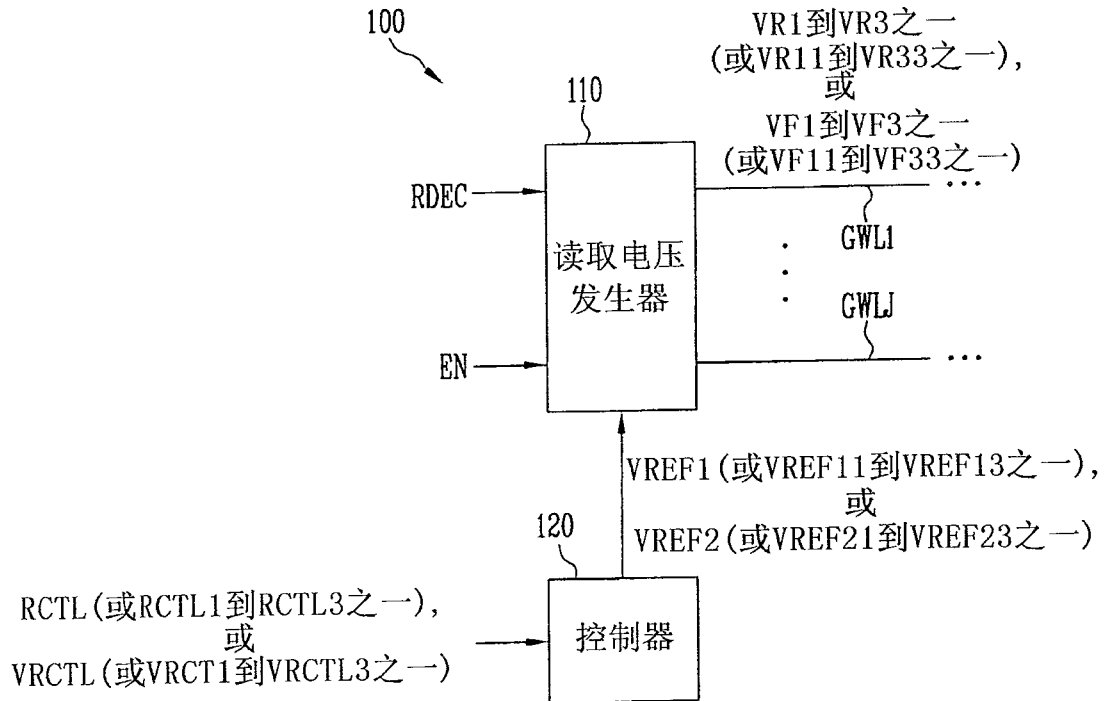 100
VR1到VR3之一
(或VR11到VR33之一),
或
VF1到VF3之一
(或VF11到VF33之一)
110
RDEC
读取电压
发生器
GWL1
GWLJ
EN
VREF1(或VREF11到VREF13之一),
或
VREF2(或VREF21到VREF23之一)
120
RCTL(或RCTL1到RCTL3之一),
或
VRCTL(或VRCT1到VRCTL3之一)
控制器